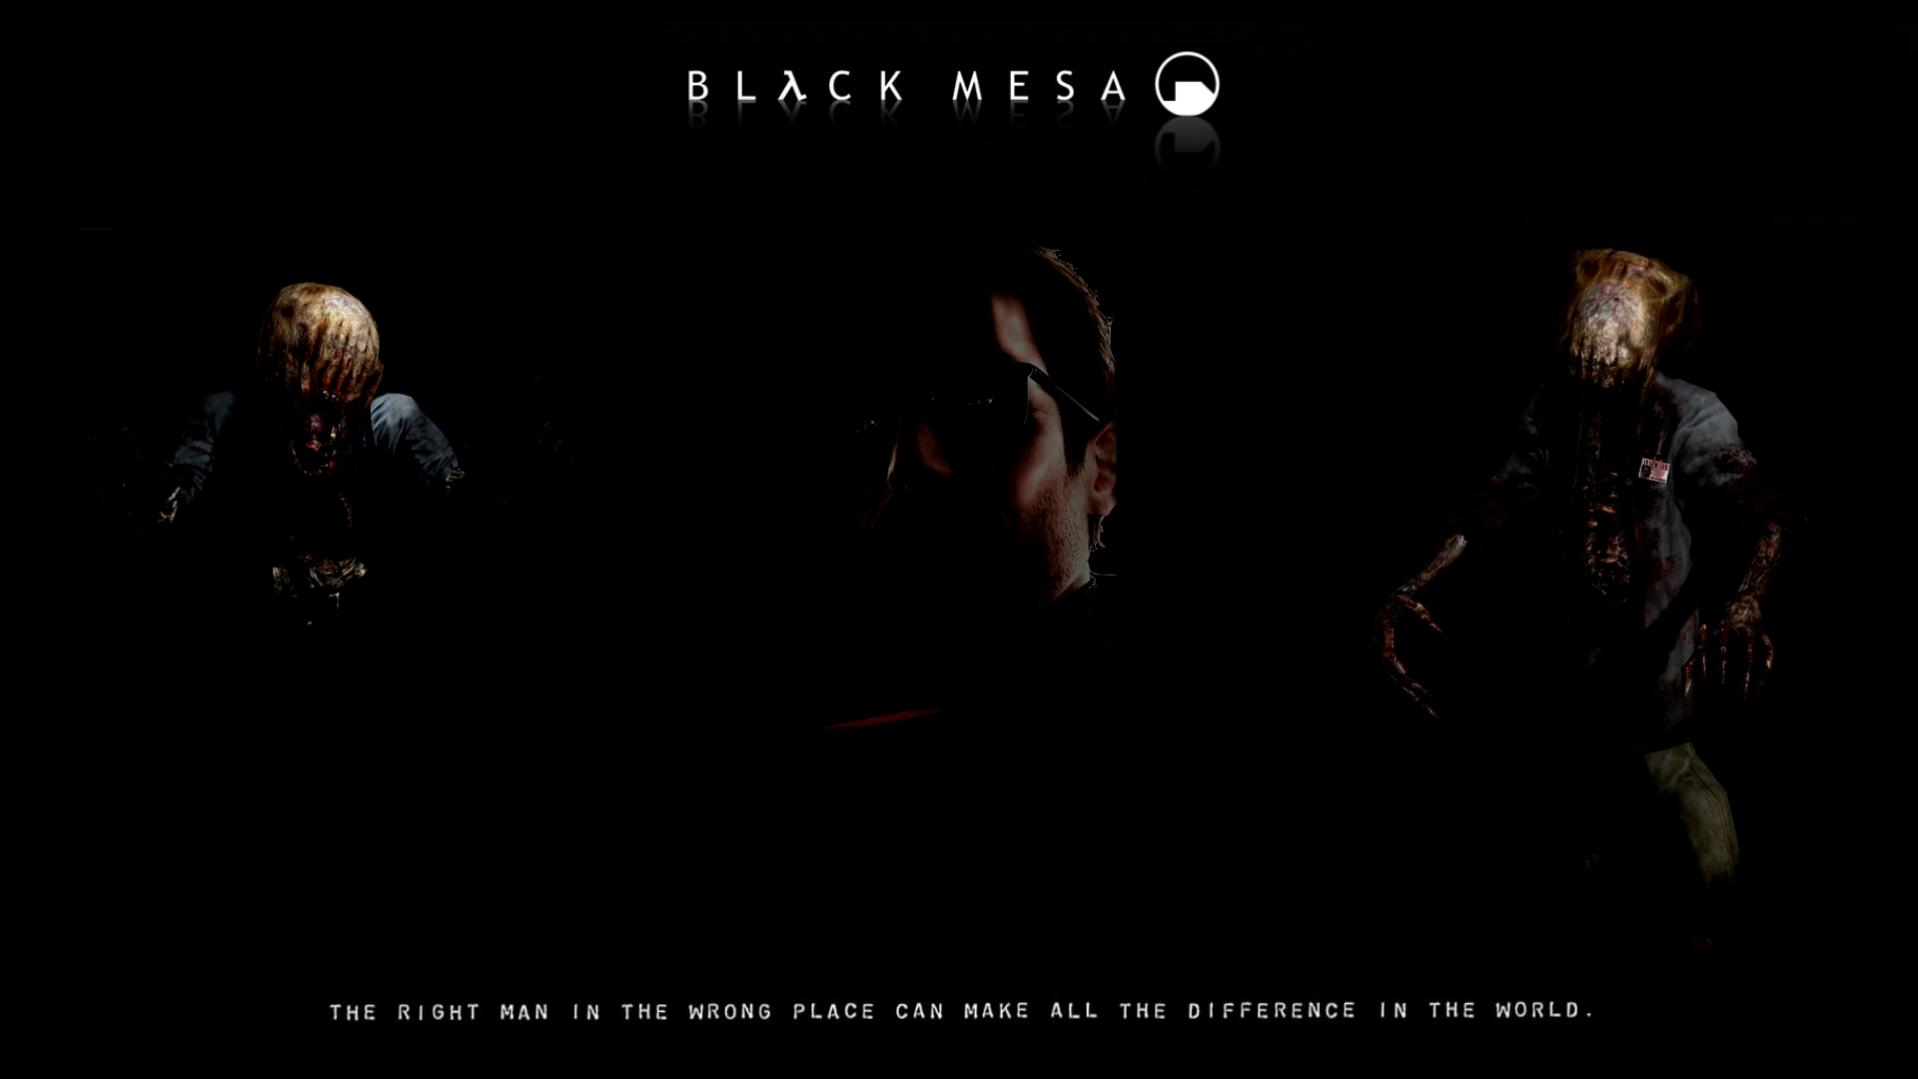 BLλCK MESA
THE RIGHT MAN IN THE WRONG PLACE CAN MAKE ALL THE DIFFERENCE IN THE WORLD.